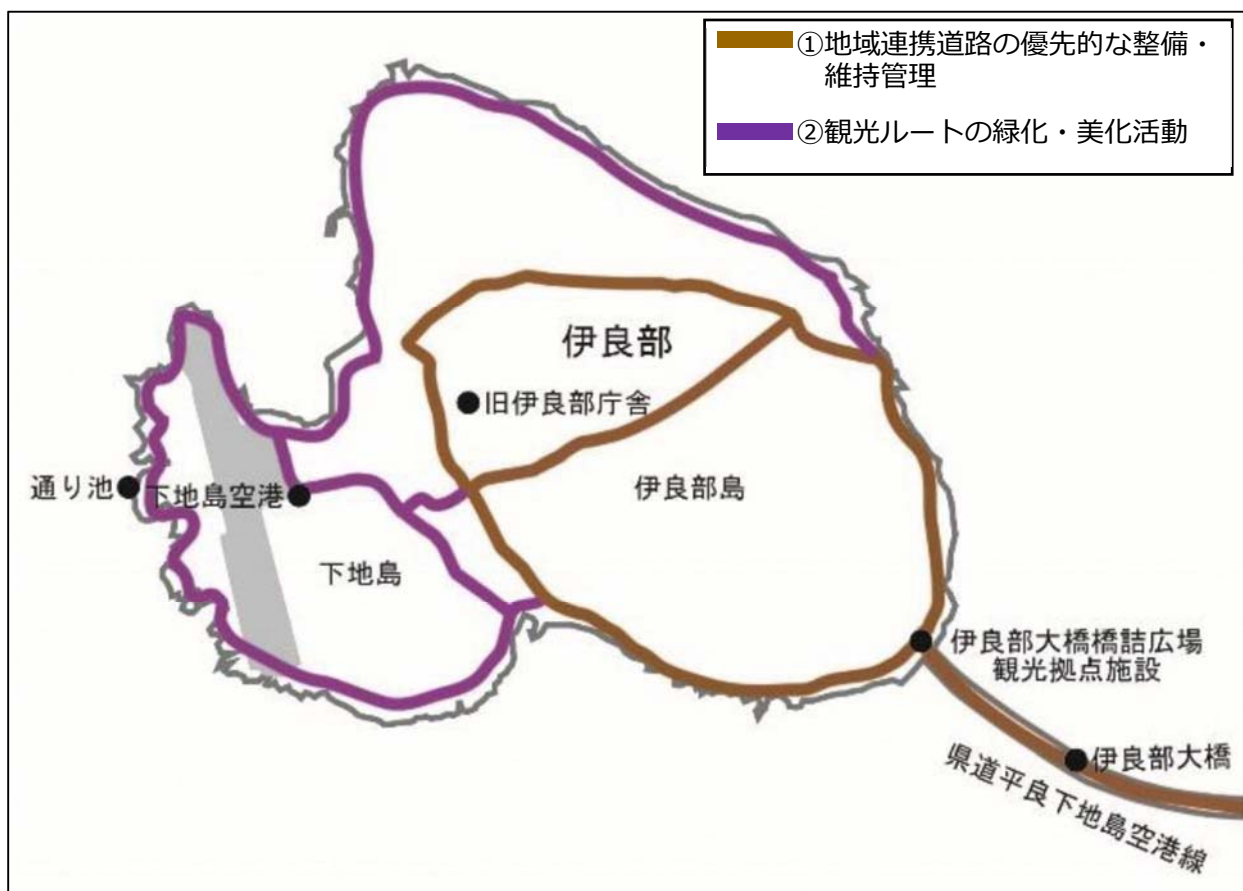 ①地域連携道路の優先的な整備・
維持管理
②観光ルートの緑化・美化活動
伊良部
旧伊良部庁舎
通り池
下地島空港
伊良部島
下地島
伊良部大橋橋詰広場
観光拠点施設
伊良部大橋
県道平良下地島空港線